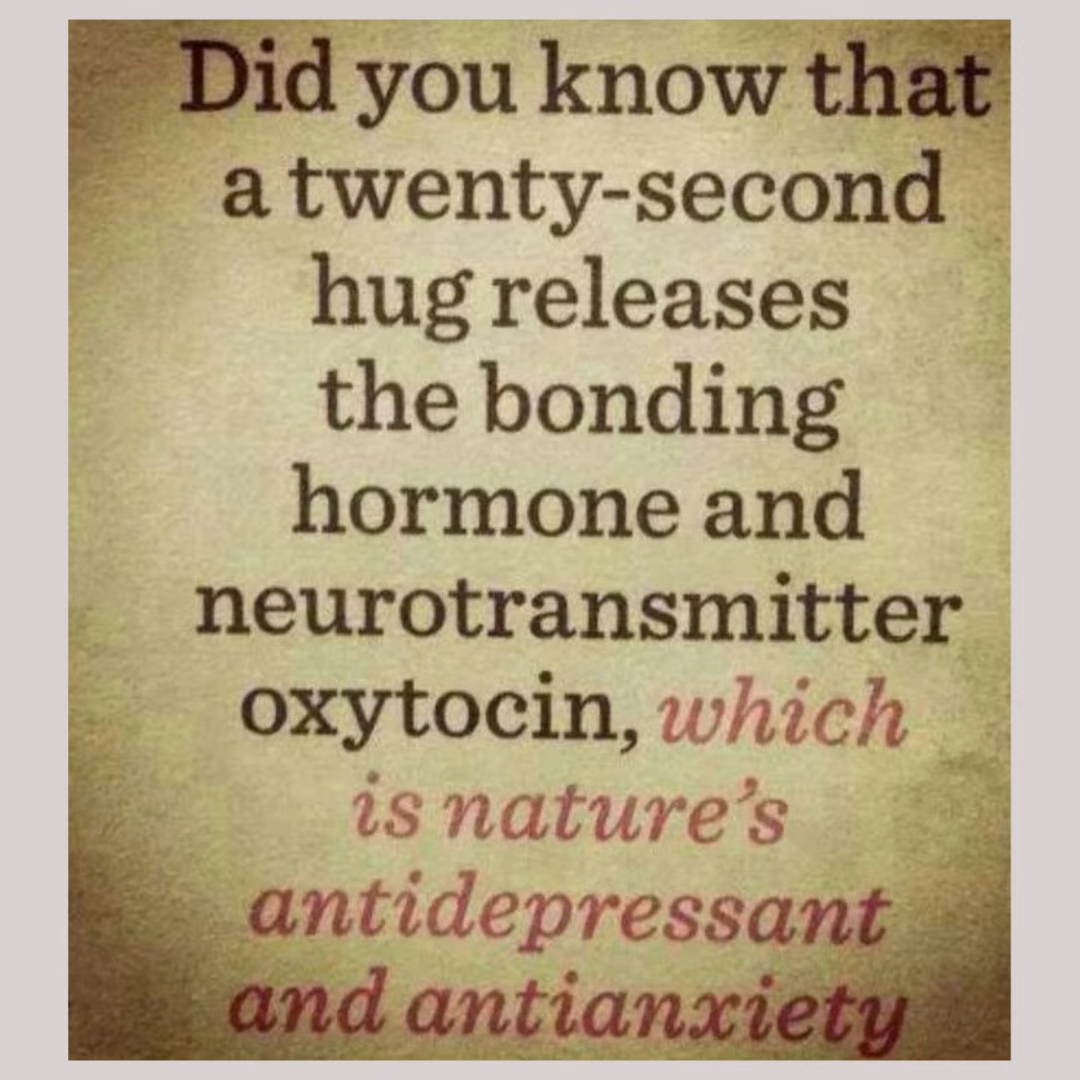 Did you know that
a twenty-second
hug releases
the bonding
hormone and
neurotransmitter
oxytocin, which
is nature’s
antidepressant
and antianxiety